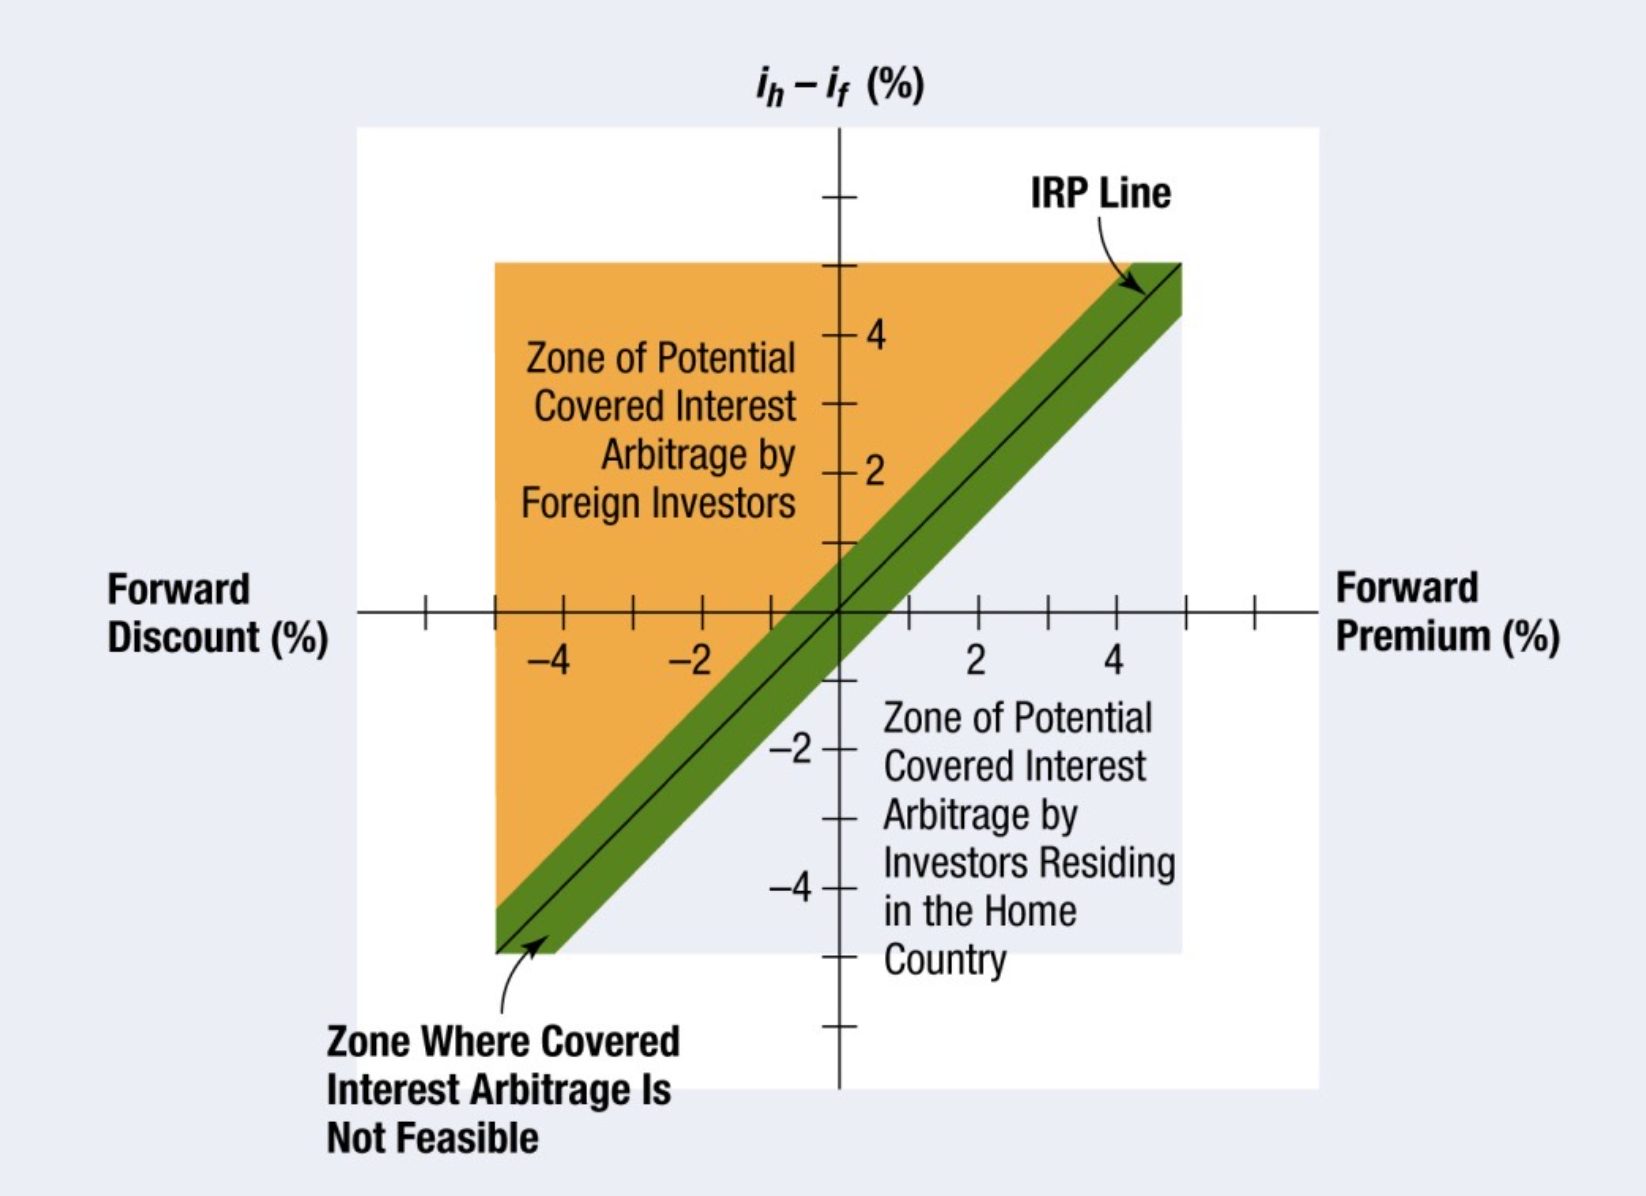 iₕ – i_f (%)
IRP Line
4
Zone of Potential
Covered Interest
Arbitrage by
Foreign Investors
2
Forward
Discount (%)
Forward
Premium (%)
–4
–2
2
4
Zone of Potential
Covered Interest
Arbitrage by
Investors Residing
in the Home
Country
–2
–4
Zone Where Covered
Interest Arbitrage Is
Not Feasible